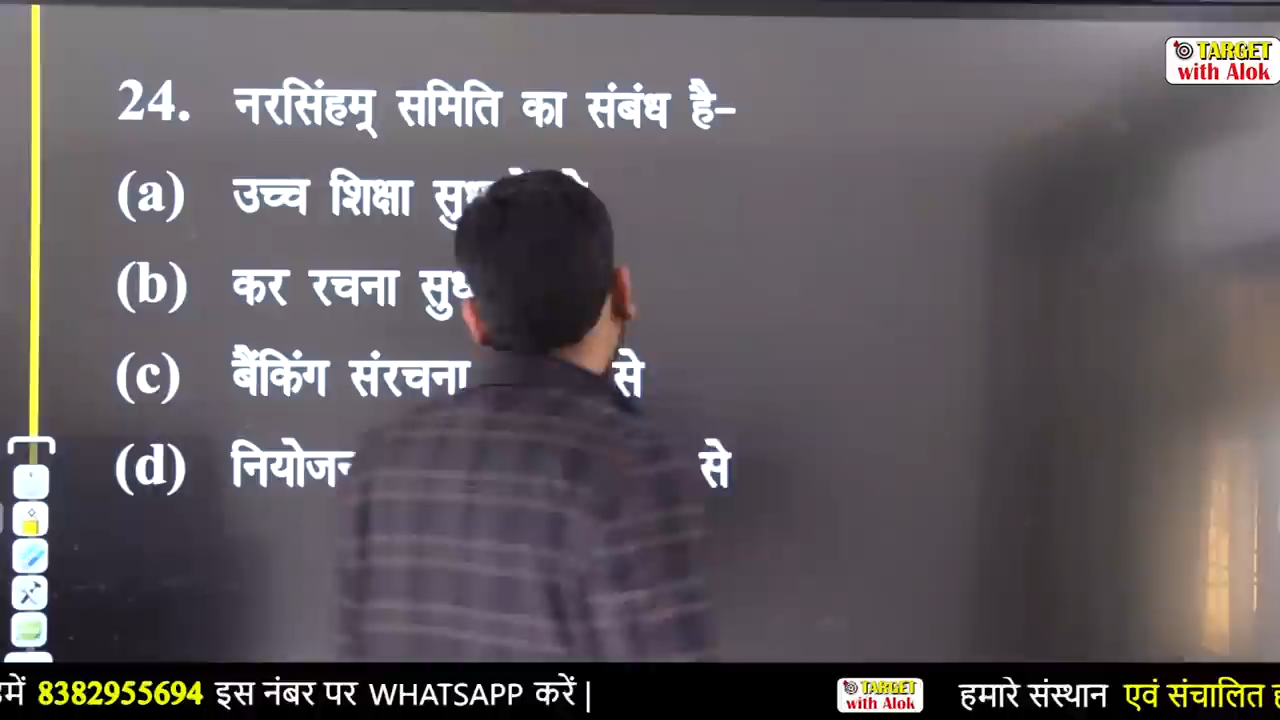 TARGET
with Alok
24. नरसिंहम् समिति का संबंध है-
(a) उच्च शिक्षा
(b) कर रचना
(c) बैंकिंग संरचना से
(d) से
8382955694 इस नंबर पर WHATSAPP करें |
TARGET
with Alok
हमारे संस्थान एवं संचालित